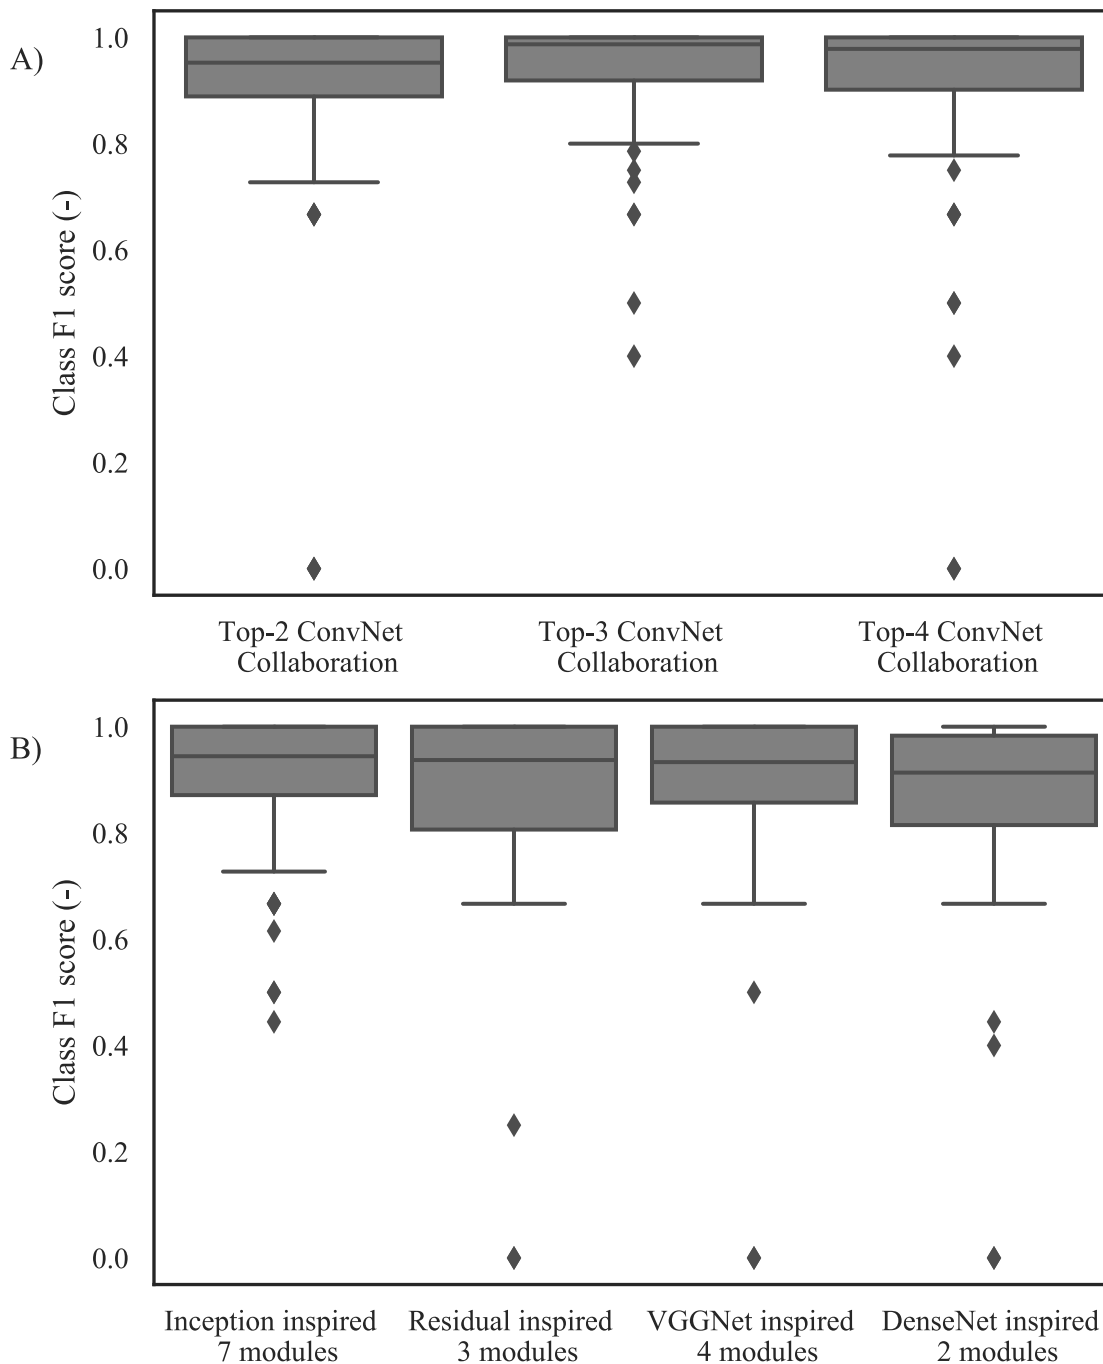 A)
Class F1 score (-)
1.0
0.8
0.6
0.4
0.2
0.0
Top-2 ConvNet
Collaboration
Top-3 ConvNet
Collaboration
Top-4 ConvNet
Collaboration
B)
Class F1 score (-)
1.0
0.8
0.6
0.4
0.2
0.0
Inception inspired
7 modules
Residual inspired
3 modules
VGGNet inspired
4 modules
DenseNet inspired
2 modules